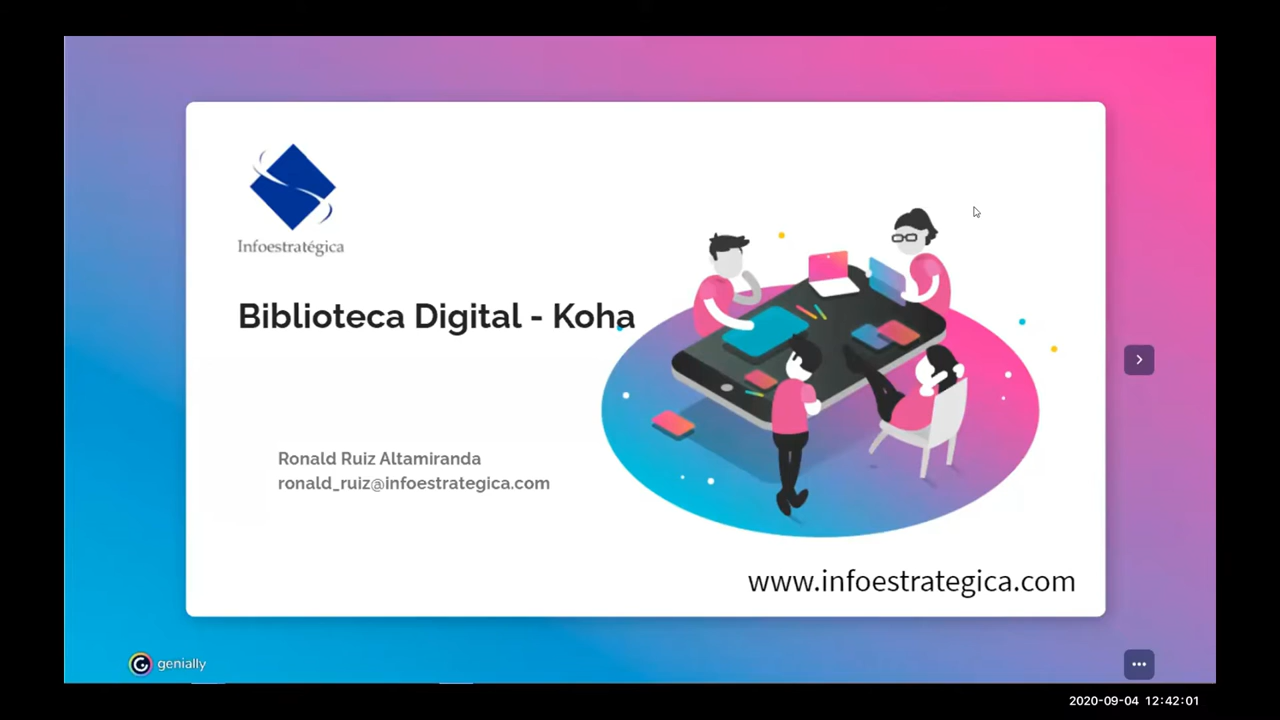 Infoestratégica
Biblioteca Digital - Koha
Ronald Ruiz Altamiranda
ronald_ruiz@infoestrategica.com
www.infoestrategica.com
genially
2020-09-04 12:42:01